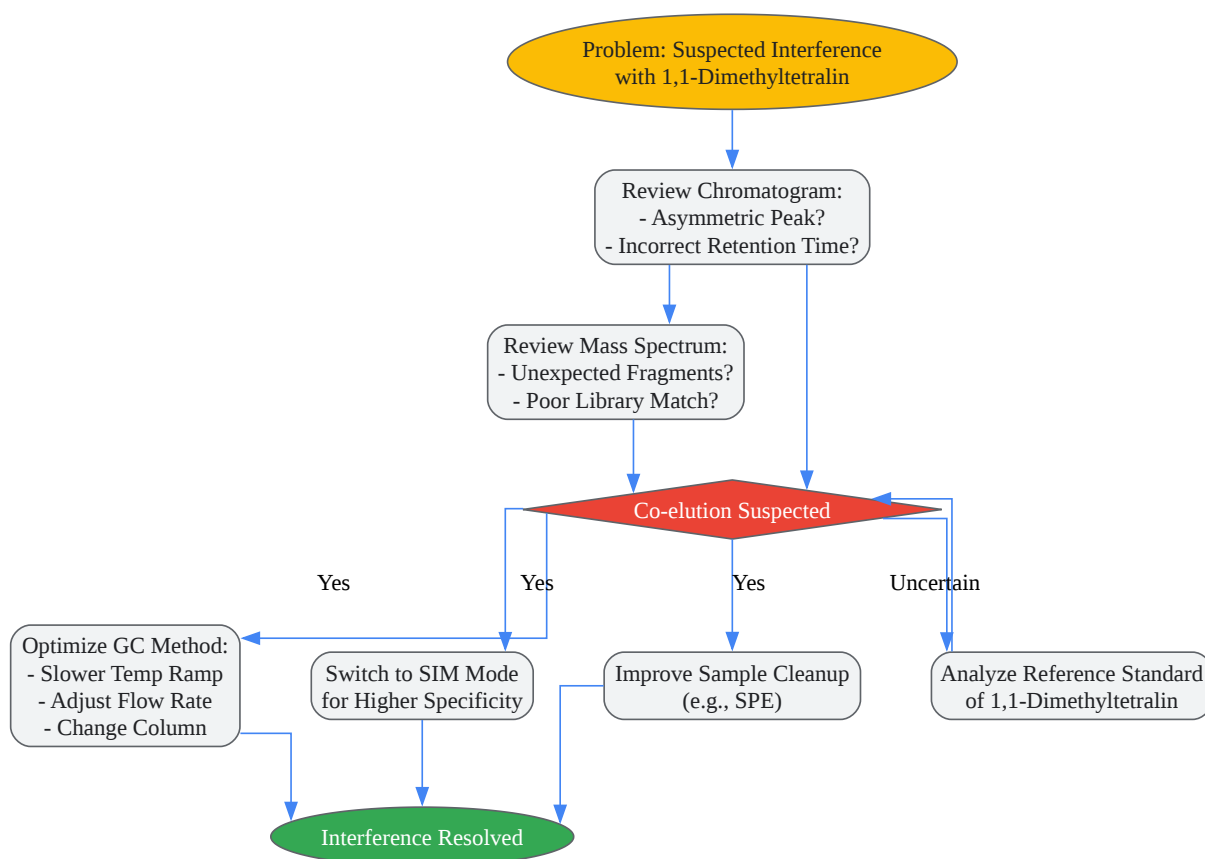 Problem: Suspected Interference
with 1,1-Dimethyltetralin
Review Chromatogram:
- Asymmetric Peak?
- Incorrect Retention Time?
Review Mass Spectrum:
- Unexpected Fragments?
- Poor Library Match?
Co-elution Suspected
Yes
Yes
Yes
Uncertain
Optimize GC Method:
- Slower Temp Ramp
- Adjust Flow Rate
- Change Column
Switch to SIM Mode
for Higher Specificity
Improve Sample Cleanup
(e.g., SPE)
Analyze Reference Standard
of 1,1-Dimethyltetralin
Interference Resolved